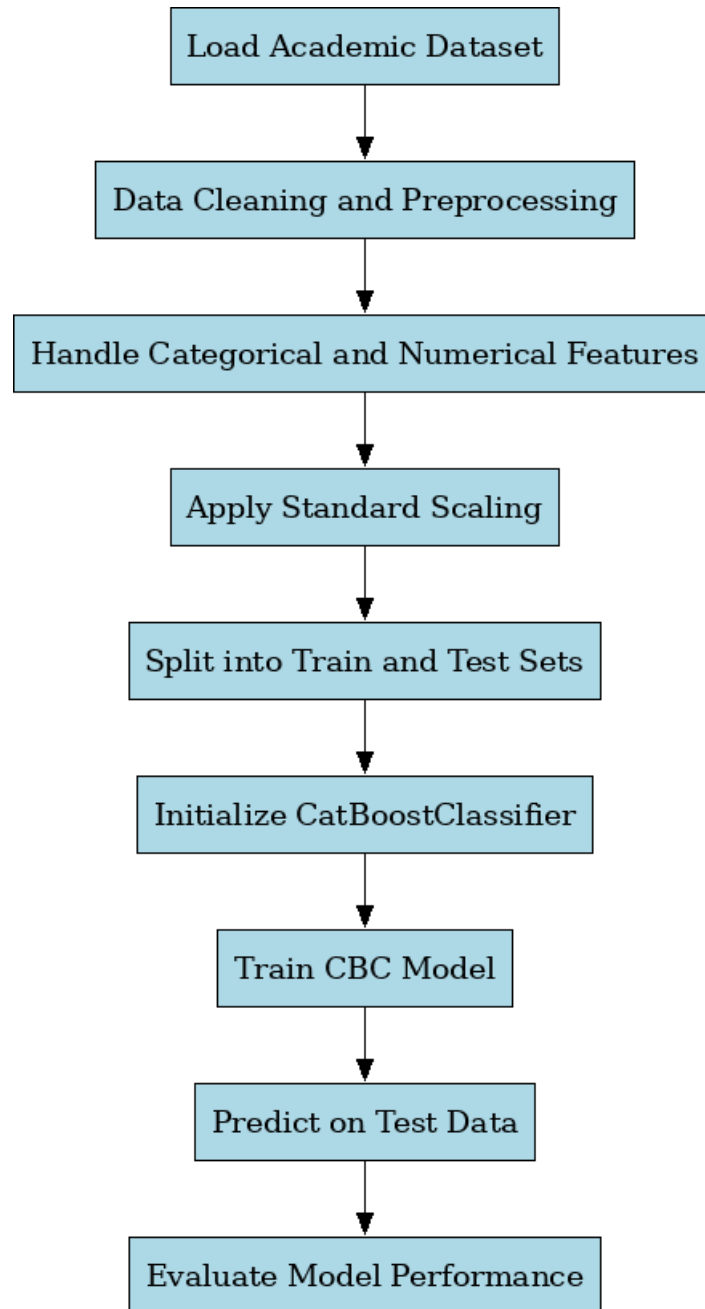 Load Academic Dataset
Data Cleaning and Preprocessing
Handle Categorical and Numerical Features
Apply Standard Scaling
Split into Train and Test Sets
Initialize CatBoostClassifier
Train CBC Model
Predict on Test Data
Evaluate Model Performance